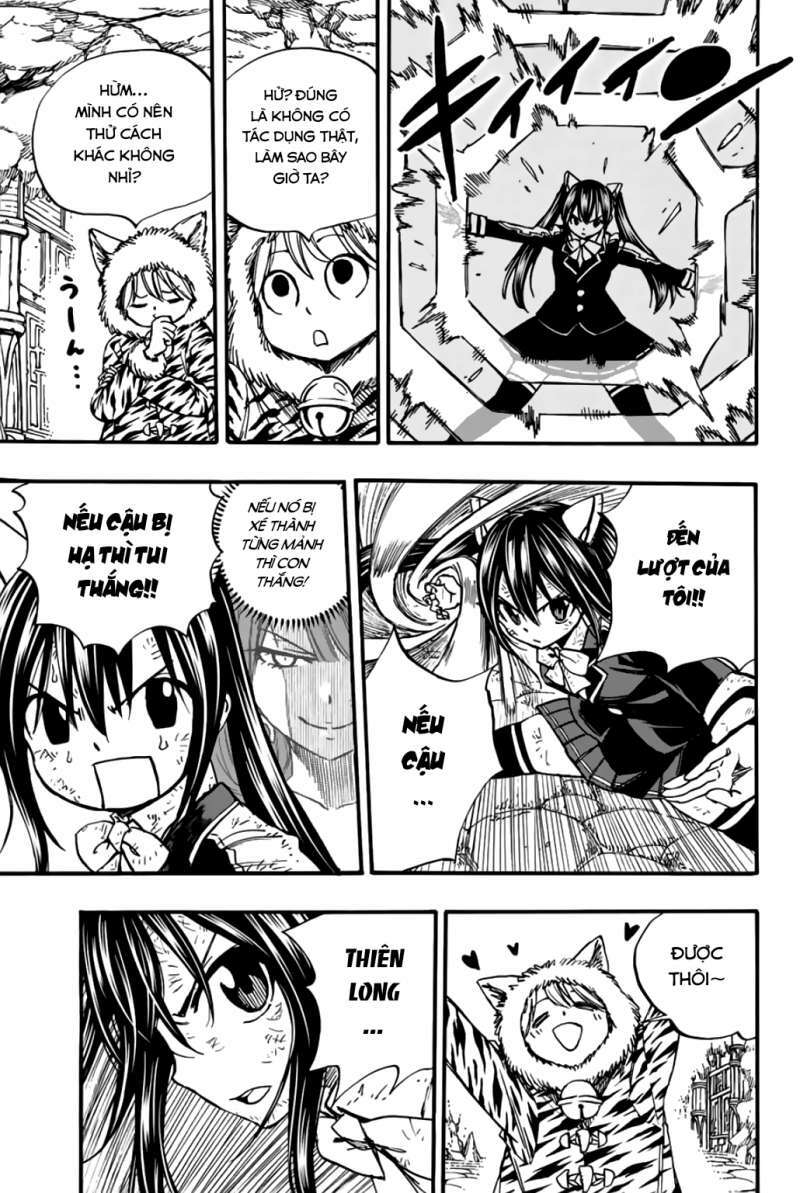 キィィィン
HỬ? ĐÚNG
LÀ KHÔNG CÓ
TÁC DỤNG THẬT,
LÀM SAO BÂY
GIỜ TA?
HỪM...
MÌNH CÓ NÊN
THỬ CÁCH
KHÁC KHÔNG
NHỈ?
うーん…
ĐẾN
LƯỢT CỦA
TÔI!!
NẾU
CẬU
...
NẾU NÓ BỊ
XÉ THÀNH
TỪNG MẢNH
THÌ CON
THẮNG!
NẾU CẬU BỊ
HẠ THÌ TUI
THẮNG!!
ĐƯỢC
THÔI~
THIÊN
LONG
...